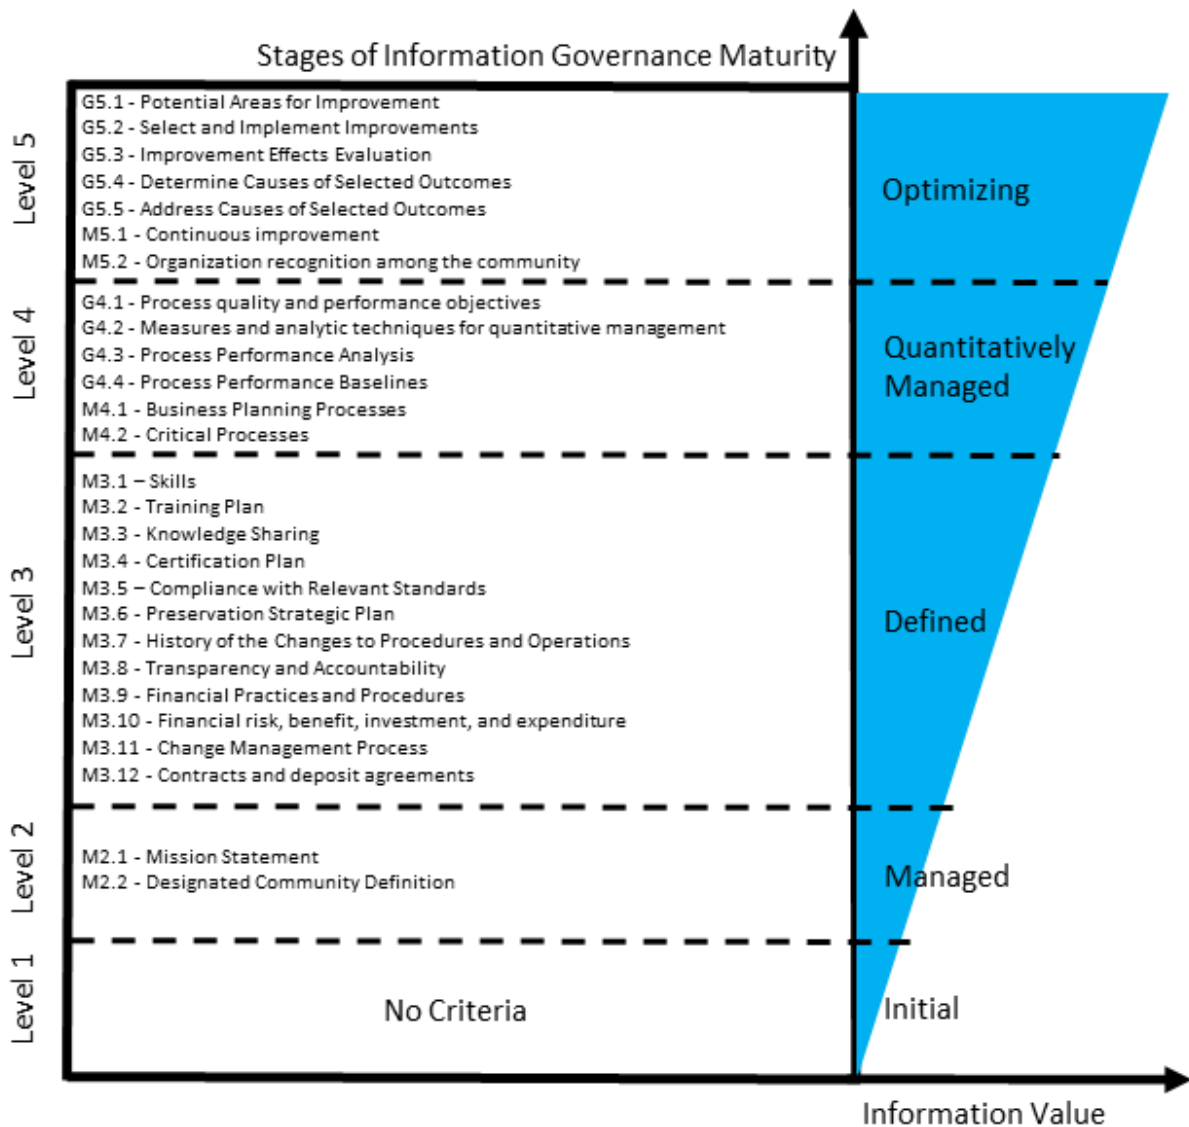 Stages of Information Governance Maturity
Level 5
G5.1 - Potential Areas for Improvement
G5.2 - Select and Implement Improvements
G5.3 - Improvement Effects Evaluation
G5.4 - Determine Causes of Selected Outcomes
G5.5 - Address Causes of Selected Outcomes
M5.1 - Continuous improvement
M5.2 - Organization recognition among the community
Optimizing
Level 4
G4.1 - Process quality and performance objectives
G4.2 - Measures and analytic techniques for quantitative management
G4.3 - Process Performance Analysis
G4.4 - Process Performance Baselines
M4.1 - Business Planning Processes
M4.2 - Critical Processes
Quantitatively
Managed
Level 3
M3.1 – Skills
M3.2 - Training Plan
M3.3 - Knowledge Sharing
M3.4 - Certification Plan
M3.5 – Compliance with Relevant Standards
M3.6 - Preservation Strategic Plan
M3.7 - History of the Changes to Procedures and Operations
M3.8 - Transparency and Accountability
M3.9 - Financial Practices and Procedures
M3.10 - Financial risk, benefit, investment, and expenditure
M3.11 - Change Management Process
M3.12 - Contracts and deposit agreements
Defined
Level 2
M2.1 - Mission Statement
M2.2 - Designated Community Definition
Managed
Level 1
No Criteria
Initial
Information Value